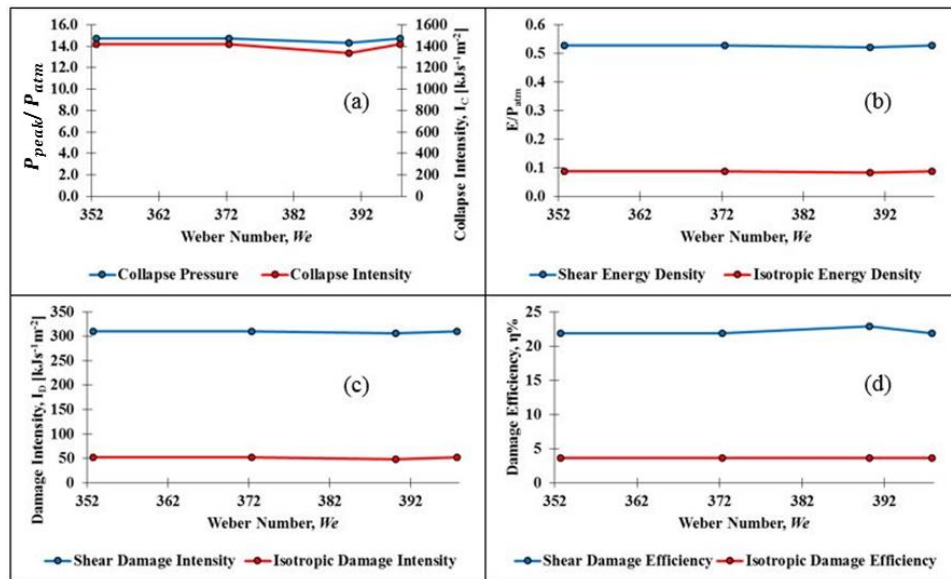 16.0
14.0
12.0
10.0
8.0
6.0
4.0
2.0
0.0
P_peak/ P_atm
1600
1400
1200
1000
800
600
400
200
0
Collapse Intensity, I_C [kJs⁻¹m⁻²]
(a)
352 362 372 382 392
Weber Number, We
Collapse Pressure Collapse Intensity
0.6
0.5
0.4
0.3
0.2
0.1
0.0
E/P_atm
(b)
352 362 372 382 392
Weber Number, We
Shear Energy Density Isotropic Energy Density
350
300
250
200
150
100
50
0
Damage Intensity, I_D [kJs⁻¹m⁻²]
(c)
352 362 372 382 392
Weber Number, We
Shear Damage Intensity Isotropic Damage Intensity
25
20
15
10
5
0
Damage Efficiency, η%
(d)
352 362 372 382 392
Weber Number, We
Shear Damage Efficiency Isotropic Damage Efficiency